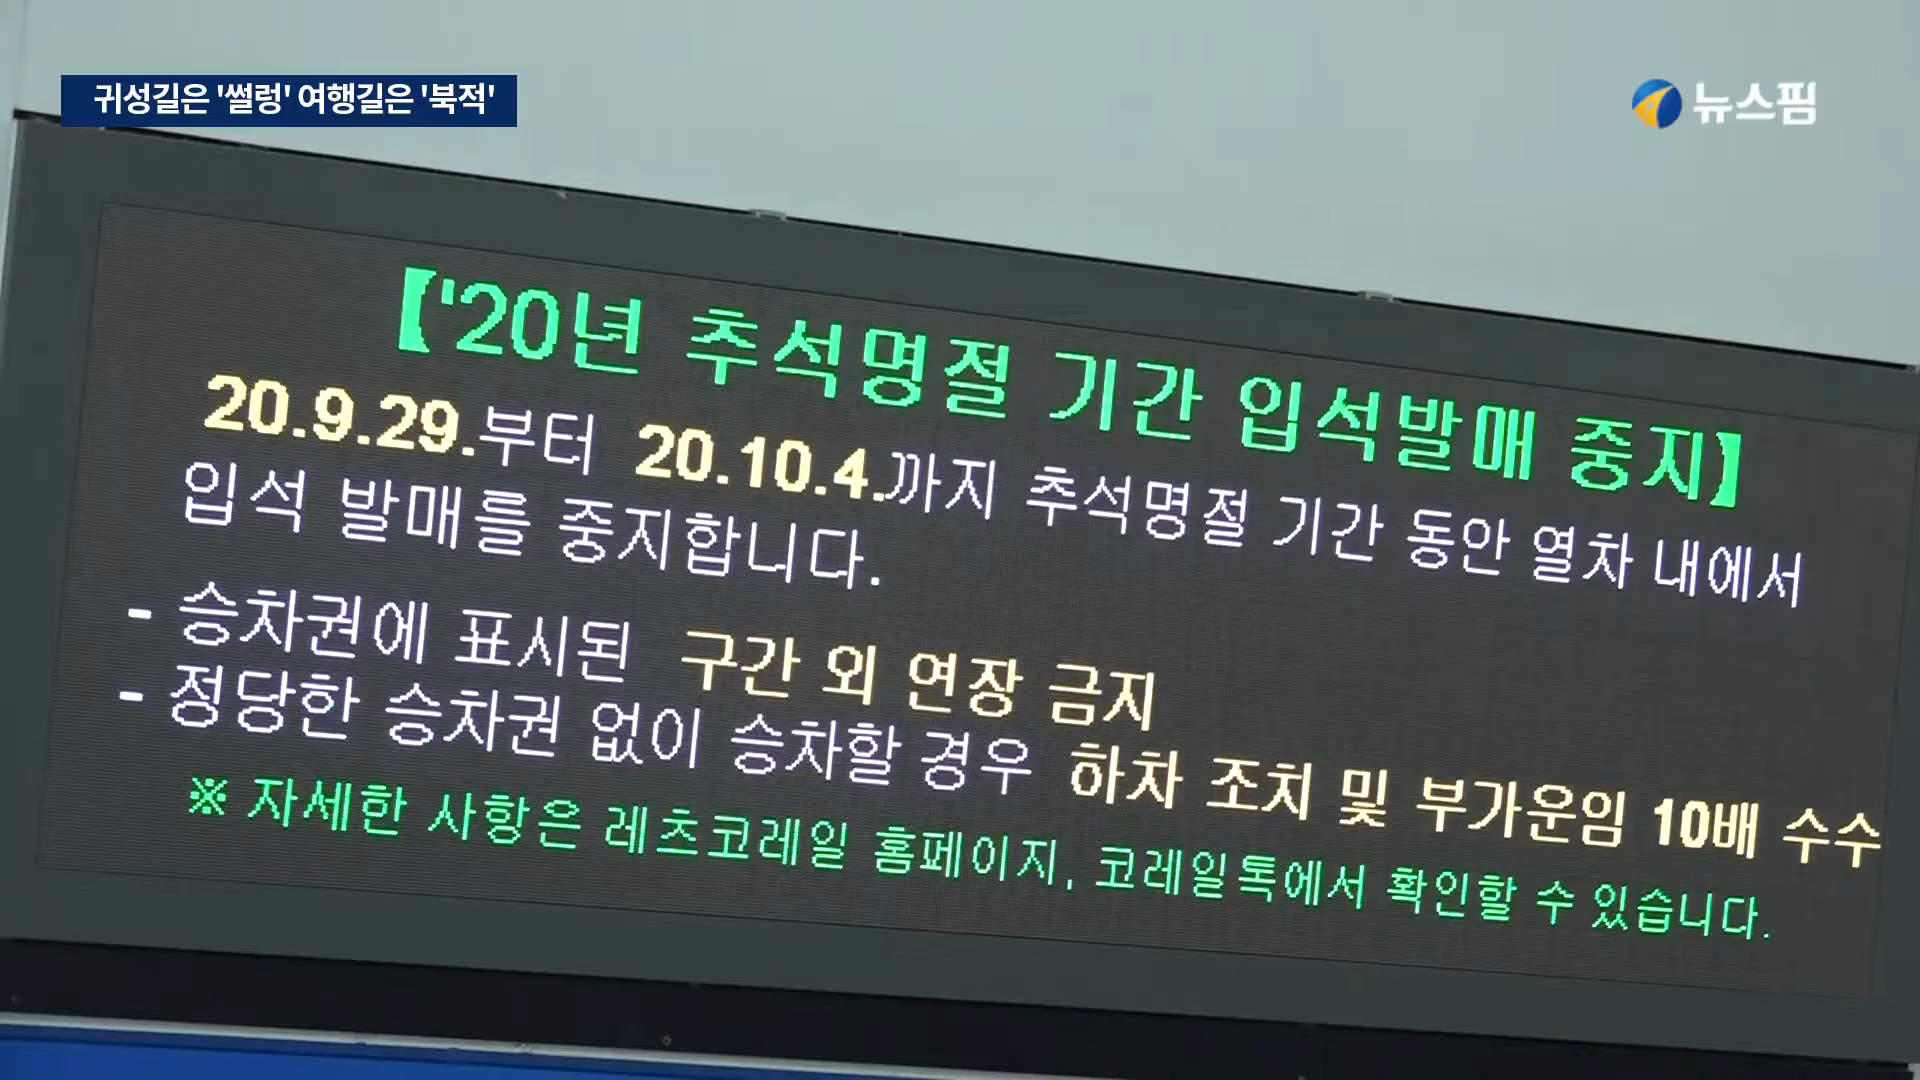 귀성길은 '썰렁' 여행길은 '북적'
뉴스핌
【'20년 추석명절 기간 입석발매 중지】
20.9.29.부터 20.10.4.까지 추석명절 기간 동안 열차 내에서
입석 발매를 중지합니다.
- 승차권에 표시된 구간 외 연장 금지
- 정당한 승차권 없이 승차할 경우 하차 조치 및 부가운임 10배 수수
※ 자세한 사항은 레츠코레일 홈페이지, 코레일톡에서 확인할 수 있습니다.